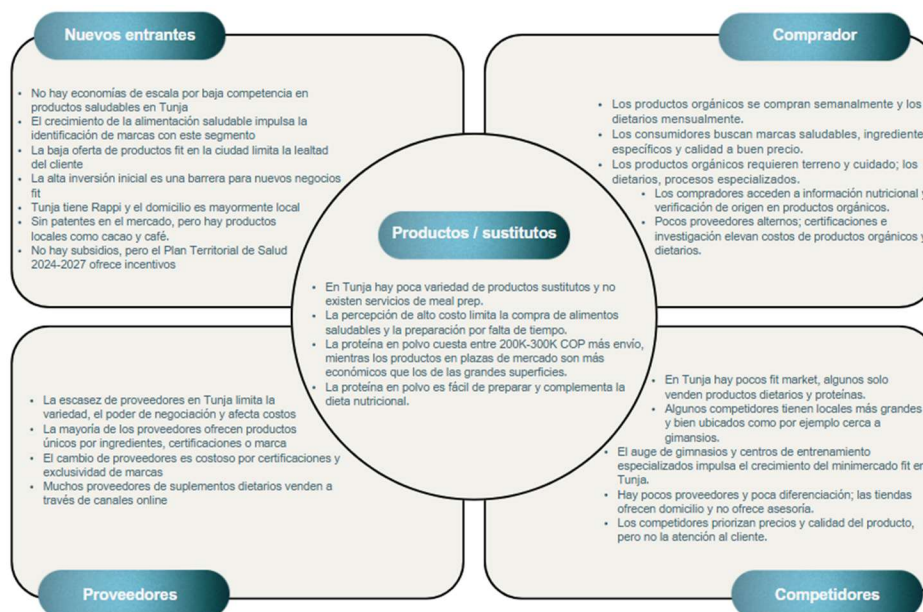 Nuevos entrantes
No hay economías de escala por baja competencia en
productos saludables en Tunja
El crecimiento de la alimentación saludable impulsa la
identificación de marcas con este segmento
La baja oferta de productos fit en la ciudad limita la lealtad
del cliente
La alta inversión inicial es una barrera para nuevos negocios
fit
Tunja tiene Rappi y el domicilio es mayormente local
Sin patentes en el mercado, pero hay productos
locales como cacao y café.
No hay subsidios, pero el Plan Territorial de Salud
2024-2027 ofrece incentivos
Comprador
Los productos orgánicos se compran semanalmente y los
dietarios mensualmente.
Los consumidores buscan marcas saludables, ingrediente
específicos y calidad a buen precio.
Los productos orgánicos requieren terreno y cuidado; los
dietarios, procesos especializados.
Los compradores acceden a información nutricional y
verificación de origen en productos orgánicos.
Pocos proveedores alternos; certificaciones e
investigación elevan costos de productos orgánicos y
dietarios.
Productos / sustitutos
En Tunja hay poca variedad de productos sustitutos y no
existen servicios de meal prep.
La percepción de alto costo limita la compra de alimentos
saludables y la preparación por falta de tiempo.
La proteína en polvo cuesta entre 200K-300K COP más envío,
mientras los productos en plazas de mercado son más
económicos que los de las grandes superficies.
La proteína en polvo es fácil de preparar y complementa la
dieta nutricional.
La escasez de proveedores en Tunja limita la
variedad, el poder de negociación y afecta costos
La mayoría de los proveedores ofrecen productos
únicos por ingredientes, certificaciones o marca
El cambio de proveedores es costoso por certificaciones y
exclusividad de marcas
Muchos proveedores de suplementos dietarios venden a
través de canales online
Proveedores
En Tunja hay pocos fit market, algunos solo
venden productos dietarios y proteínas.
Algunos competidores tienen locales más grandes
y bien ubicados como por ejemplo cerca a
gimansios.
El auge de gimnasios y centros de entrenamiento
especializados impulsa el crecimiento del minimercado fit en
Tunja.
Hay pocos proveedores y poca diferenciación; las tiendas
ofrecen domicilio y no ofrece asesoría.
Los competidores priorizan precios y calidad del producto,
pero no la atención al cliente.
Competidores